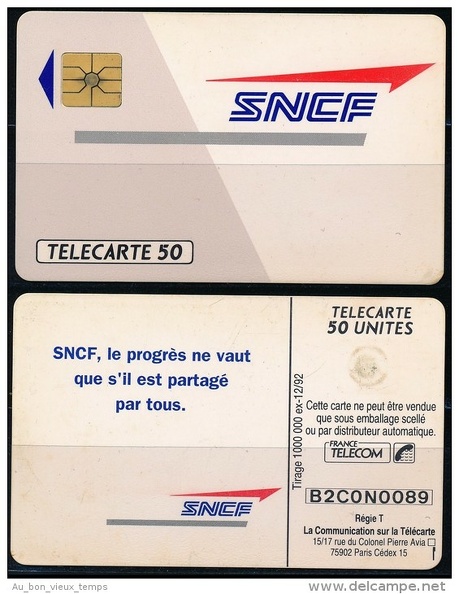 SNCF
TELECARTE 50
SNCF, le progrès ne vaut
que s'il est partagé
par tous.
SNCF
Tirage 1000 000 ex-12/92
TELECARTE
50 UNITES
Cette carte ne peut être vendue
que sous emballage scellé
ou par distributeur automatique.
FRANCE
TELECOM
B2C0N0089
Régie T
La Communication sur la Télécarte
15/17 rue du Colonel Pierre Avia
75902 Paris Cédex 15
Au_bon_vieux_temps
delcampe.net